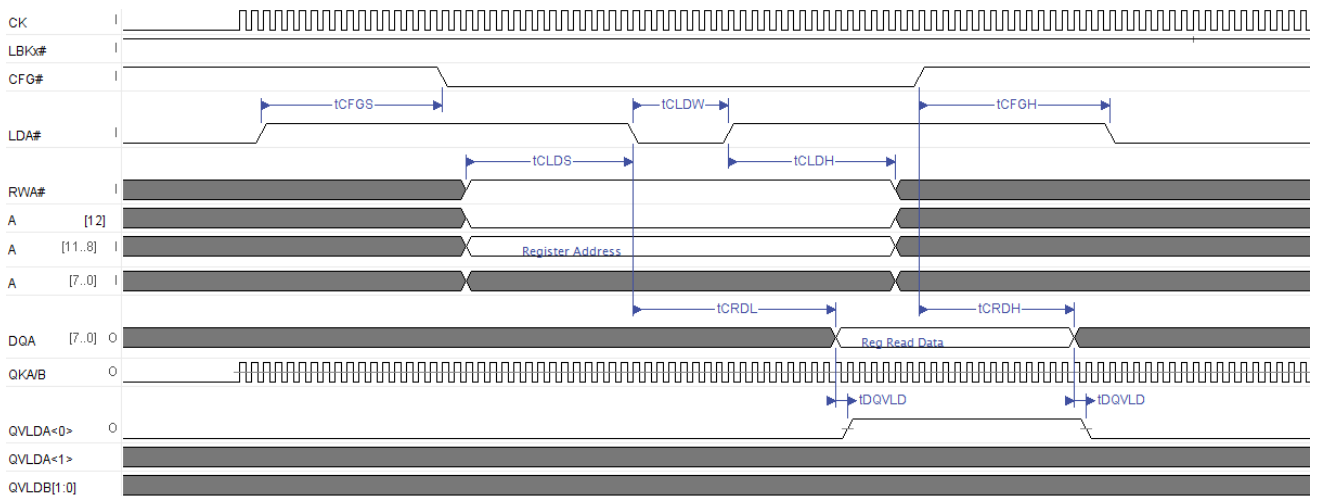 CK
LBKx# I
CFG# I
tCFGS tCLDW tCFGH
LDA# I
tCLDS tCLDH
RWA# I
A [12]
A [11..8] I Register Address
A [7..0] I
tCRDL tCRDH
DQA [7..0] O Reg Read Data
QKA/B O
tDQVLD tDQVLD
QVLDA<0> O
QVLDA<1>
QVLDB[1:0]